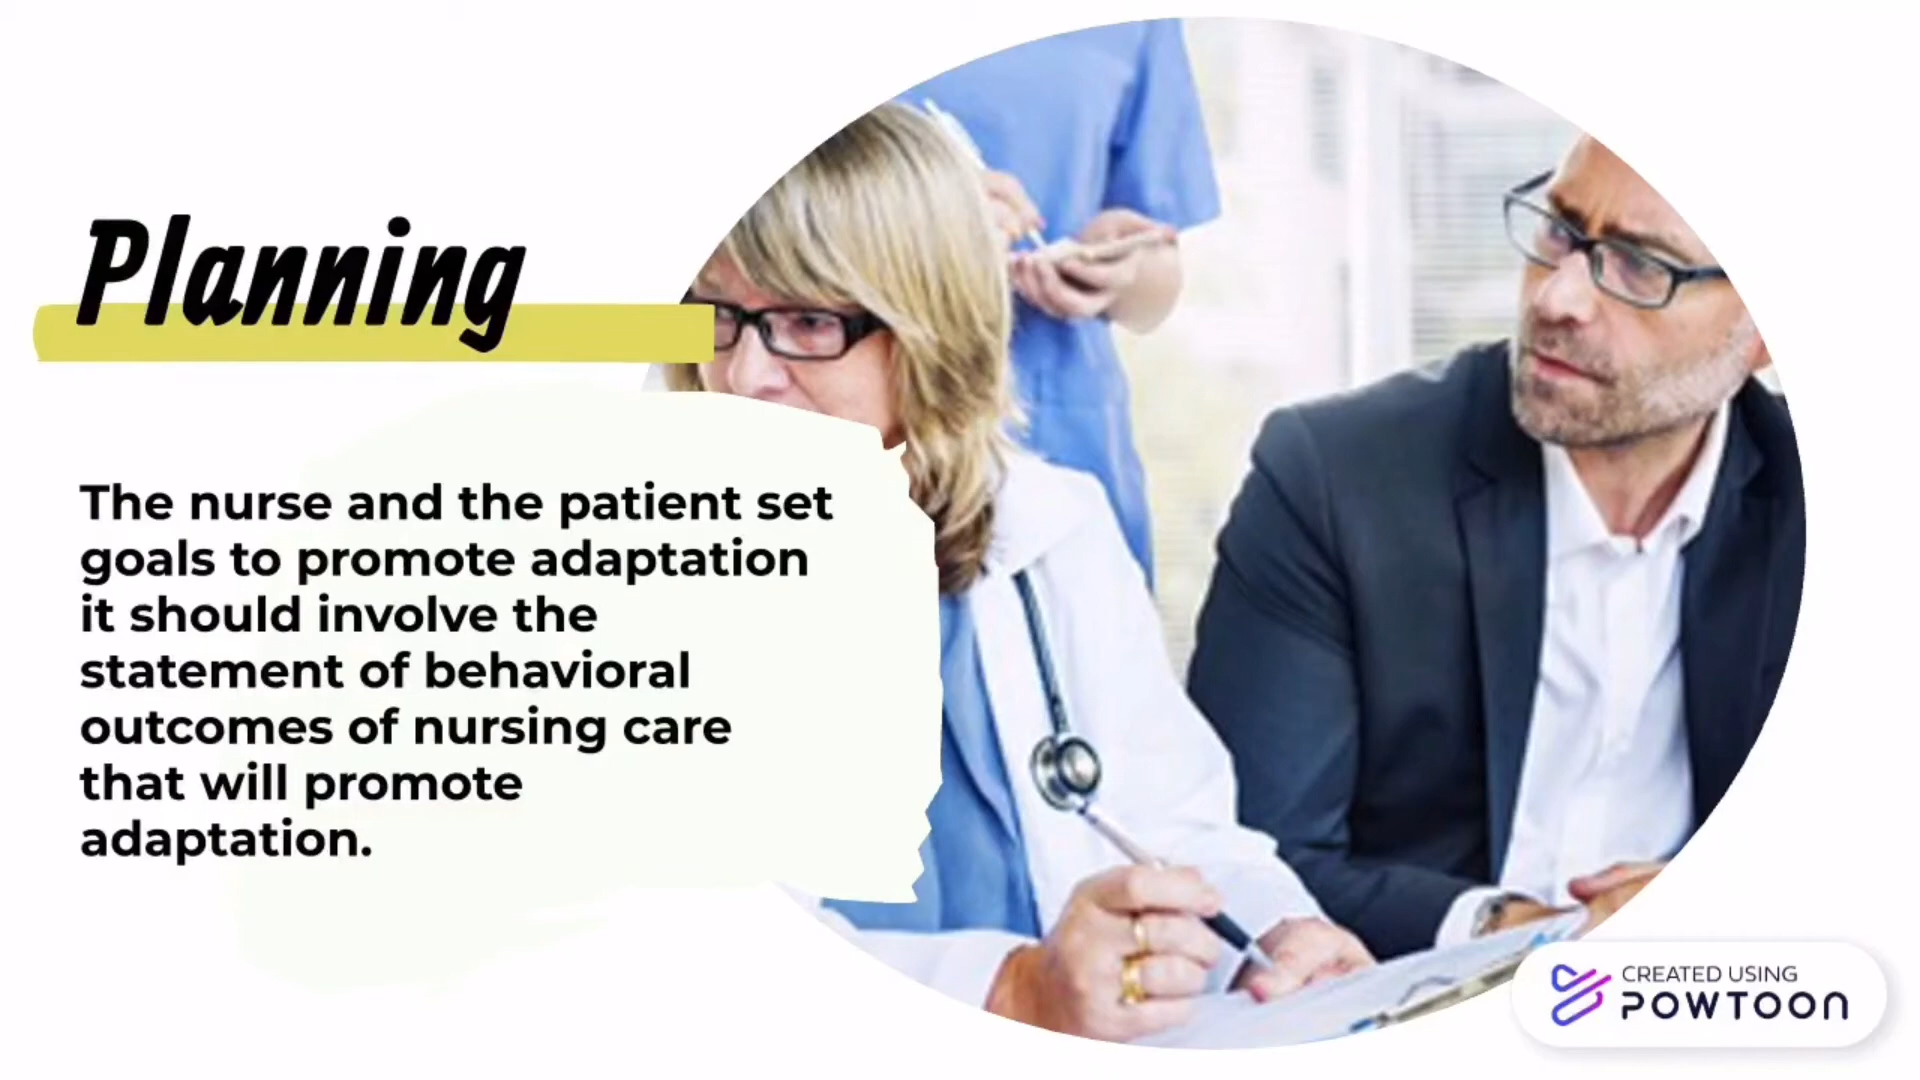 Planning
The nurse and the patient set
goals to promote adaptation
it should involve the
statement of behavioral
outcomes of nursing care
that will promote
adaptation.
CREATED USING
POWTOON